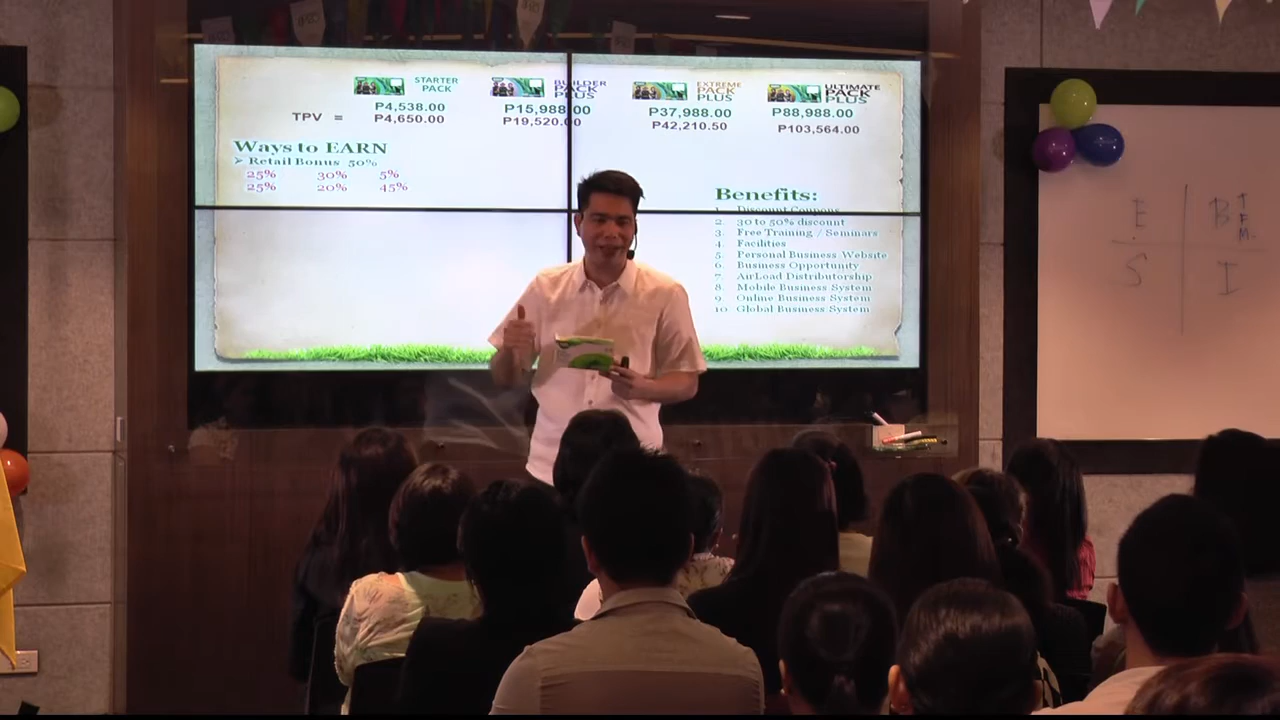 STARTER PACK
BUILDER PACK PLUS
EXTREME PACK PLUS
ULTIMATE PACK PLUS
P4,538.00 P15,988.00 P37,988.00 P88,988.00
TPV = P4,650.00 P19,520.00 P42,210.50 P103,564.00
Ways to EARN
➢ Retail Bonus 50%
25% 30% 5%
25% 20% 45%
Benefits:
1. Discount Coupons
2. 30 to 50% discount
3. Free Training / Seminars
4. Facilities
5. Personal Business Website
6. Business Opportunity
7. AirLoad Distributorship
8. Mobile Business System
9. Online Business System
10. Global Business System
E B T F M
S I